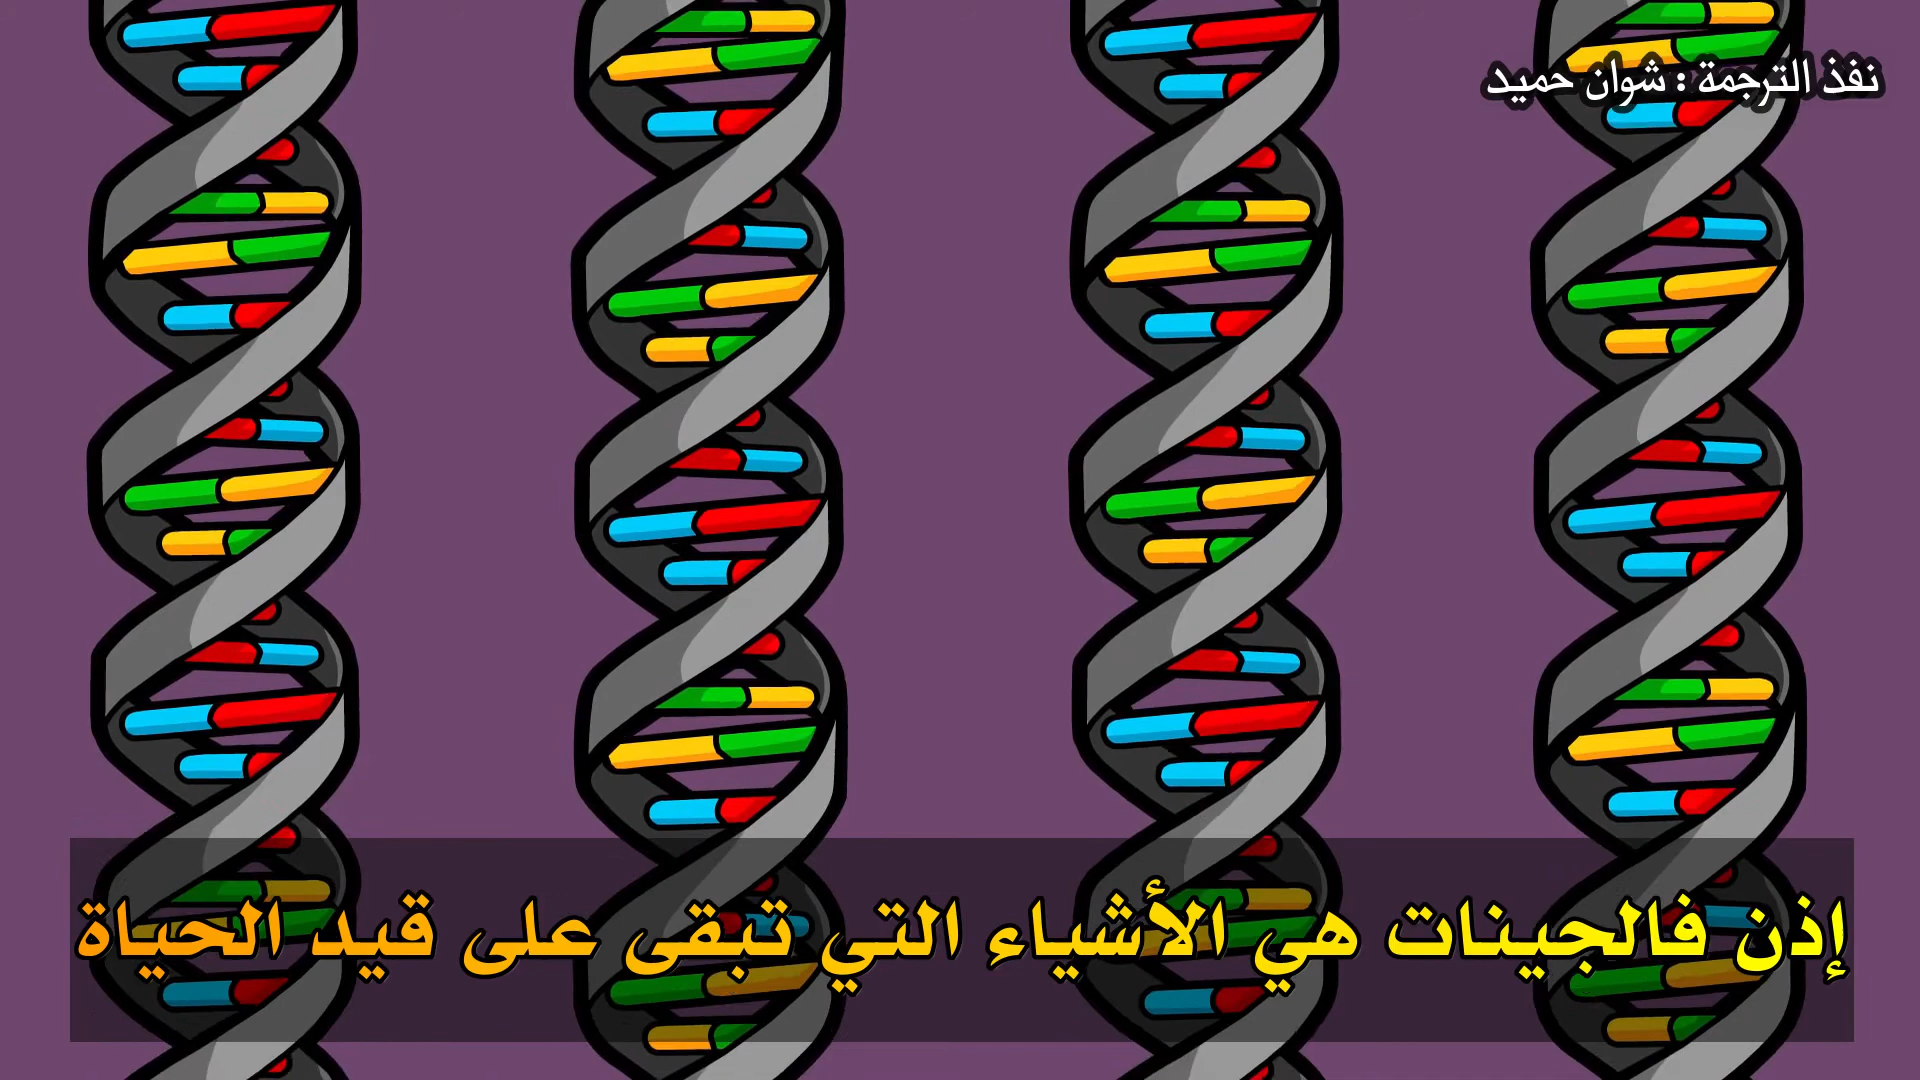 نفذ الترجمة : شوان حميد
إذن فالجينات هي الأشياء التي تبقى على قيد الحياة